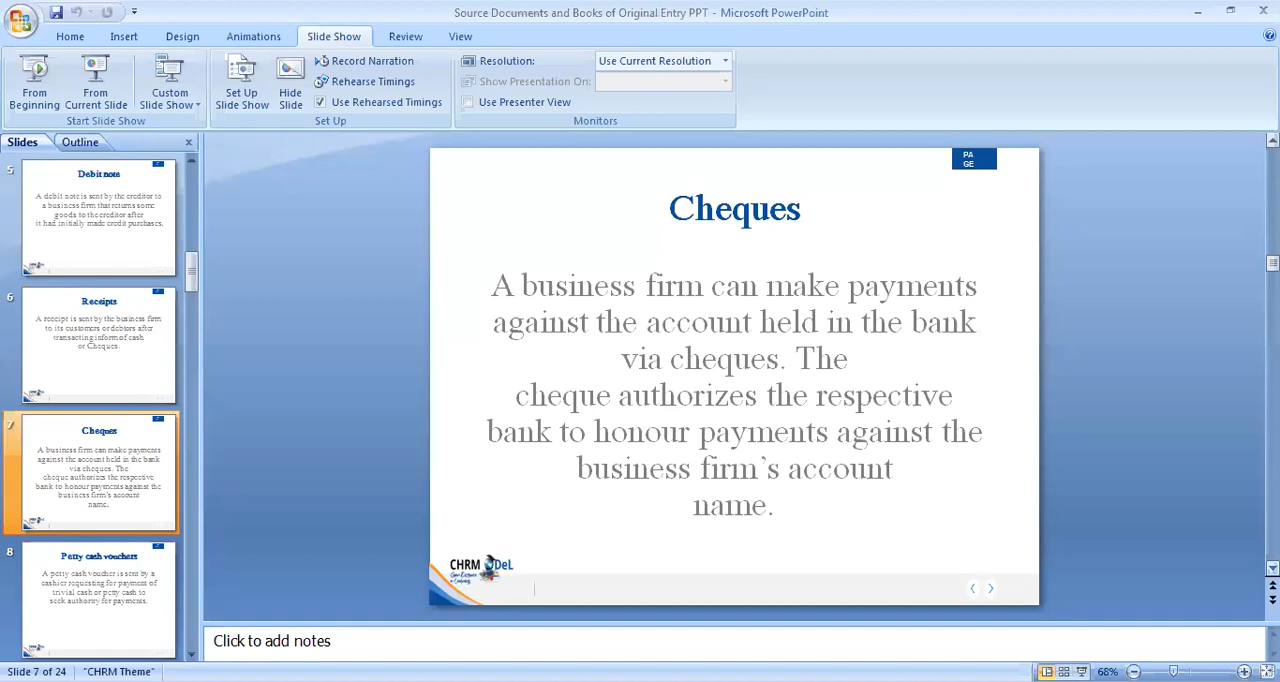 Source Documents and Books of Original Entry PPT - Microsoft PowerPoint
Home Insert Design Animations Slide Show Review View
From Beginning
From Current Slide
Custom Slide Show
Start Slide Show
Set Up Slide Show
Hide Slide
Record Narration
Rehearse Timings
Use Rehearsed Timings
Set Up
Resolution: Use Current Resolution
Show Presentation On:
Use Presenter View
Monitors
Slides Outline
5
Debit note
A debit note is sent by the creditor to
a business firm that returns some
goods to the creditor after
it had initially made credit purchases.
6
Receipts
A receipt is sent by the business firm
to its customers or debtors after
transacting inform of cash
or Cheques.
7
Cheques
A business firm can make payments
against the account held in the bank
via cheques. The
cheque authorizes the respective
bank to honour payments against the
business firm's account
name.
8
Petty cash vouchers
A petty cash voucher is sent by a
cashier requesting for payment of
trivial cash or petty cash to
seek authority for payments.
PA
GE
Cheques
A business firm can make payments
against the account held in the bank
via cheques. The
cheque authorizes the respective
bank to honour payments against the
business firm’s account
name.
CHRM DeL
Click to add notes
Slide 7 of 24 "CHRM Theme" 68%